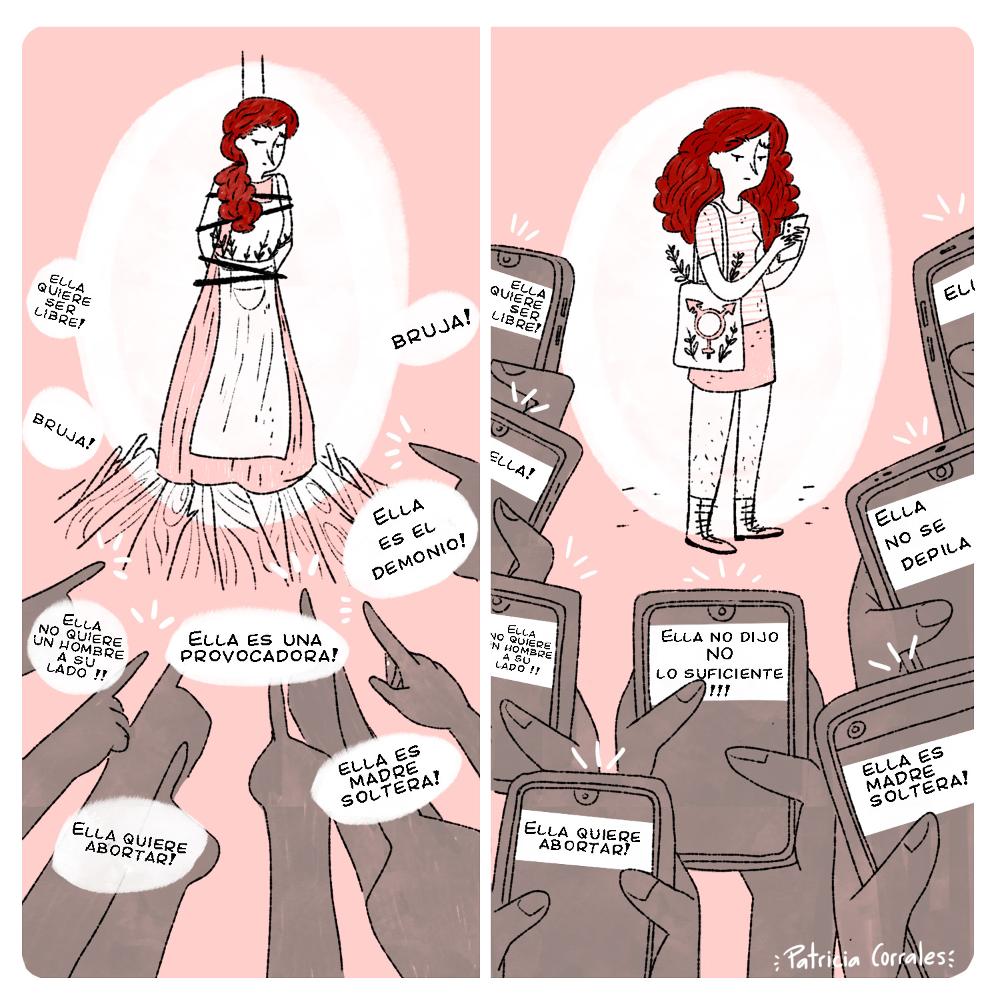 ELLA
QUIERE
SER
LIBRE!
BRUJA!
BRUJA!
ELLA
ES EL
DEMONIO!
ELLA
NO QUIERE
UN HOMBRE
A SU
LADO !!
ELLA ES UNA
PROVOCADORA!
ELLA ES
MADRE
SOLTERA!
ELLA QUIERE
ABORTAR!
ELLA
QUIERE
SER
LIBRE!
ELL
ELLA!
ELLA
NO SE
DEPILA
ELLA
NO QUIERE
UN HOMBRE
A SU
LADO !!
ELLA NO DIJO
NO
LO SUFICIENTE
!!!
ELLA ES
MADRE
SOLTERA!
ELLA QUIERE
ABORTAR!
Patricia Corrales